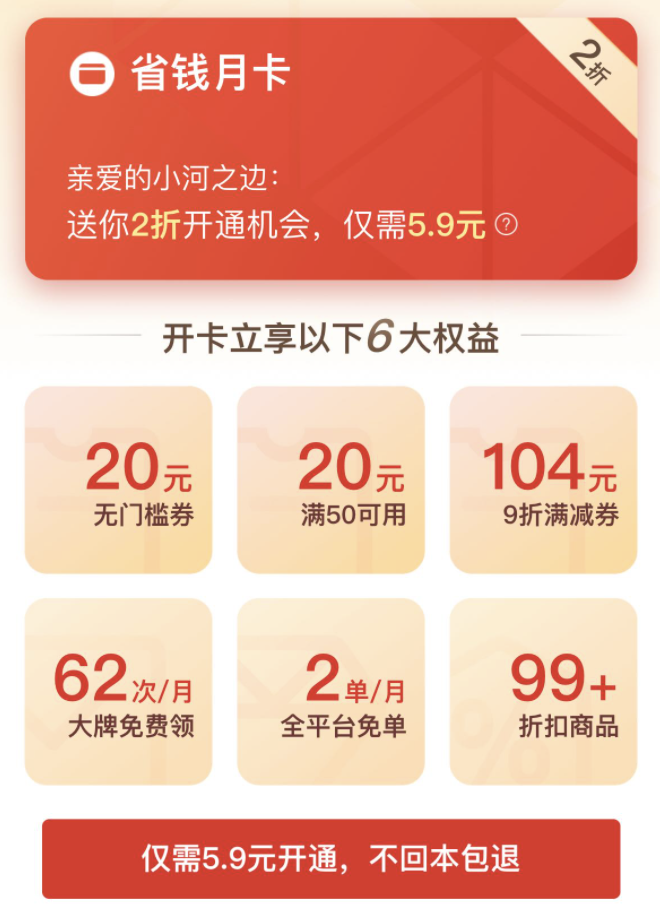 省钱月卡
2折
亲爱的小河之边:
送你2折开通机会，仅需5.9元 ?
开卡立享以下6大权益
20元
无门槛券
20元
满50可用
104元
9折满减券
62次/月
大牌免费领
2单/月
全平台免单
99+
折扣商品
仅需5.9元开通，不回本包退